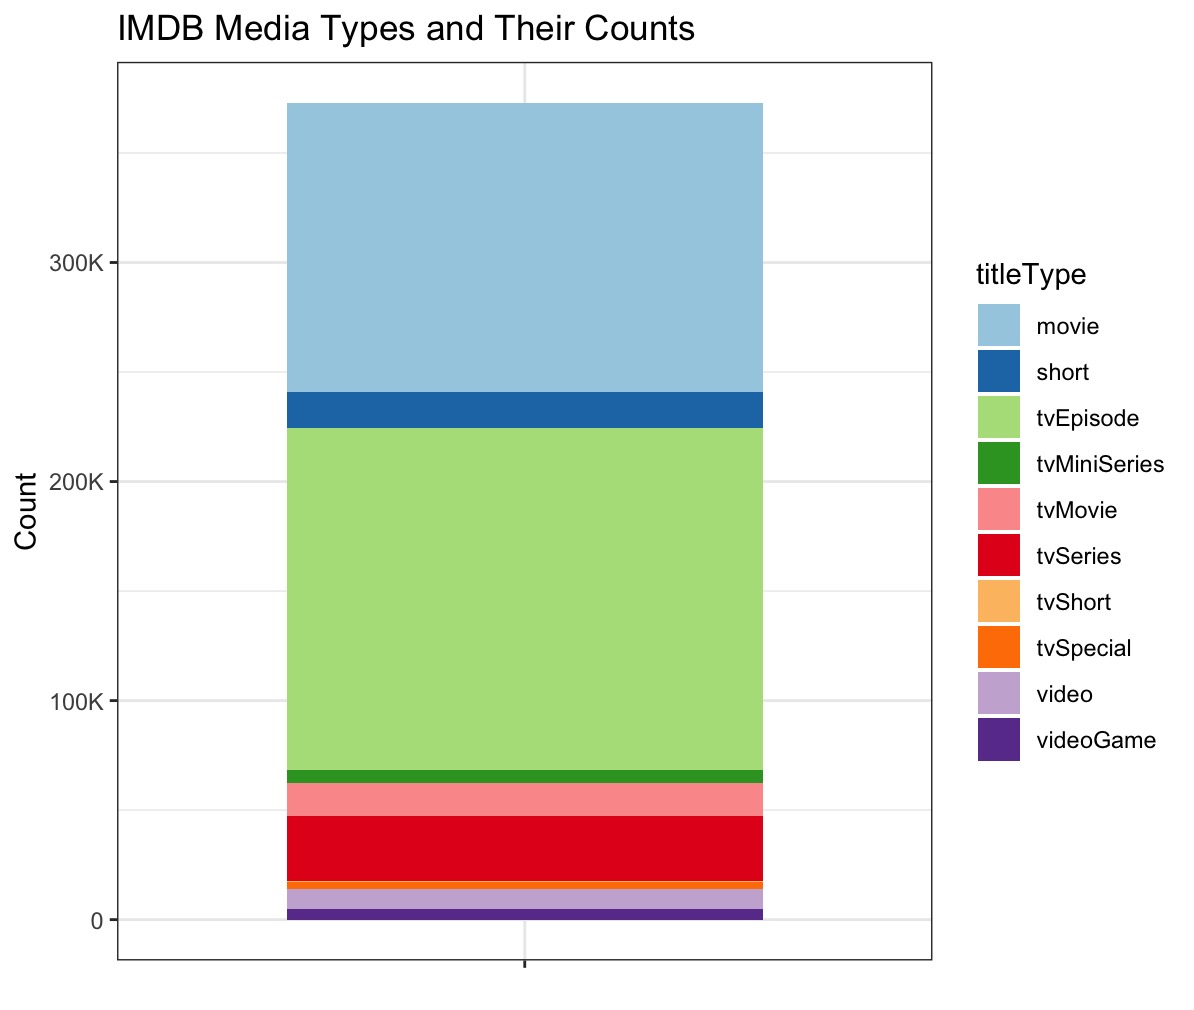 IMDB Media Types and Their Counts
Count
300K
200K
100K
0
titleType
movie
short
tvEpisode
tvMiniSeries
tvMovie
tvSeries
tvShort
tvSpecial
video
videoGame